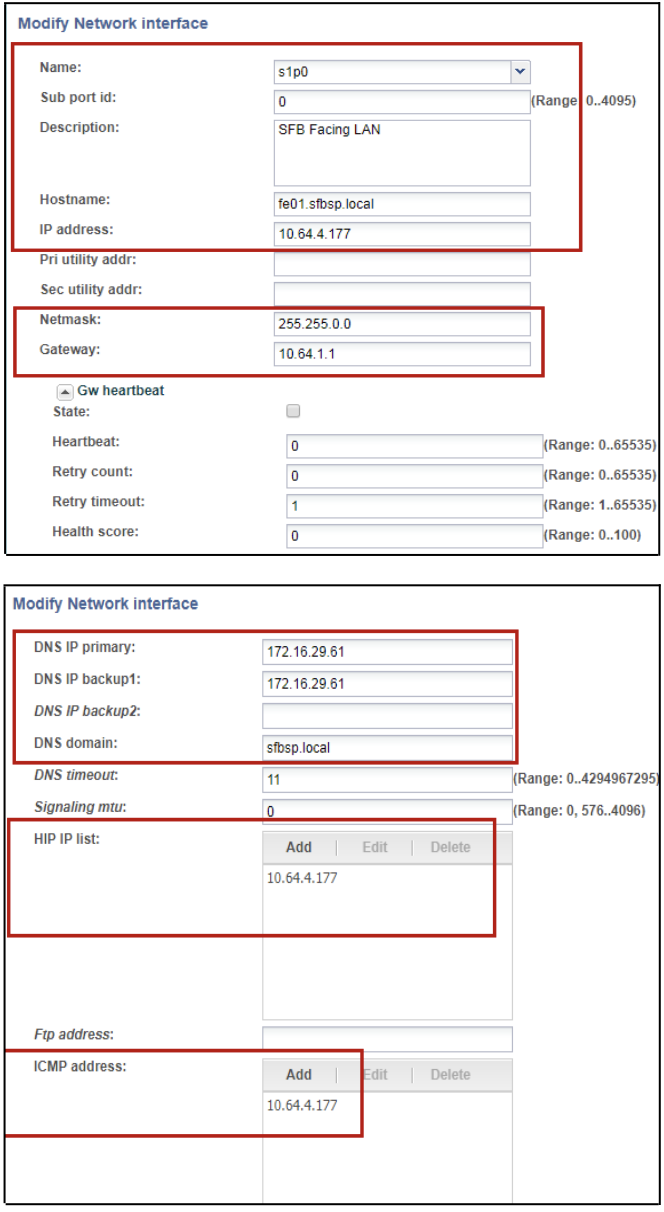 Modify Network interface
Name: s1p0
Sub port id: 0 (Range: 0..4095)
Description: SFB Facing LAN
Hostname: fe01.sfbsp.local
IP address: 10.64.4.177
Pri utility addr:
Sec utility addr:
Netmask: 255.255.0.0
Gateway: 10.64.1.1
Gw heartbeat
State:
Heartbeat: 0 (Range: 0..65535)
Retry count: 0 (Range: 0..65535)
Retry timeout: 1 (Range: 1..65535)
Health score: 0 (Range: 0..100)
Modify Network interface
DNS IP primary: 172.16.29.61
DNS IP backup1: 172.16.29.61
DNS IP backup2:
DNS domain: sfbsp.local
DNS timeout: 11 (Range: 0..4294967295)
Signaling mtu: 0 (Range: 0, 576..4096)
HIP IP list: Add | Edit | Delete
10.64.4.177
Ftp address:
ICMP address: Add | Edit | Delete
10.64.4.177